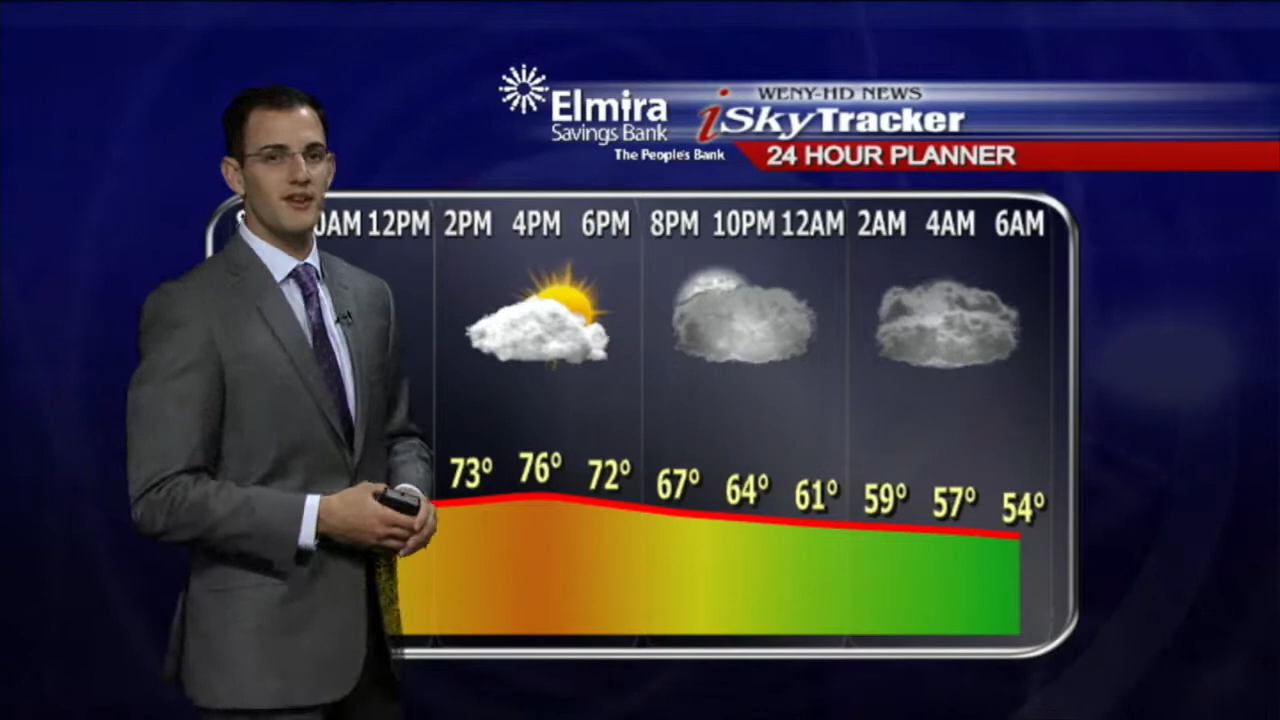 WENY-HD NEWS
Elmira
iSkyTracker
Savings Bank
The People's Bank
24 HOUR PLANNER
12PM 2PM 4PM 6PM 8PM 10PM 12AM 2AM 4AM 6AM
73° 76° 72° 67° 64° 61° 59° 57° 54°